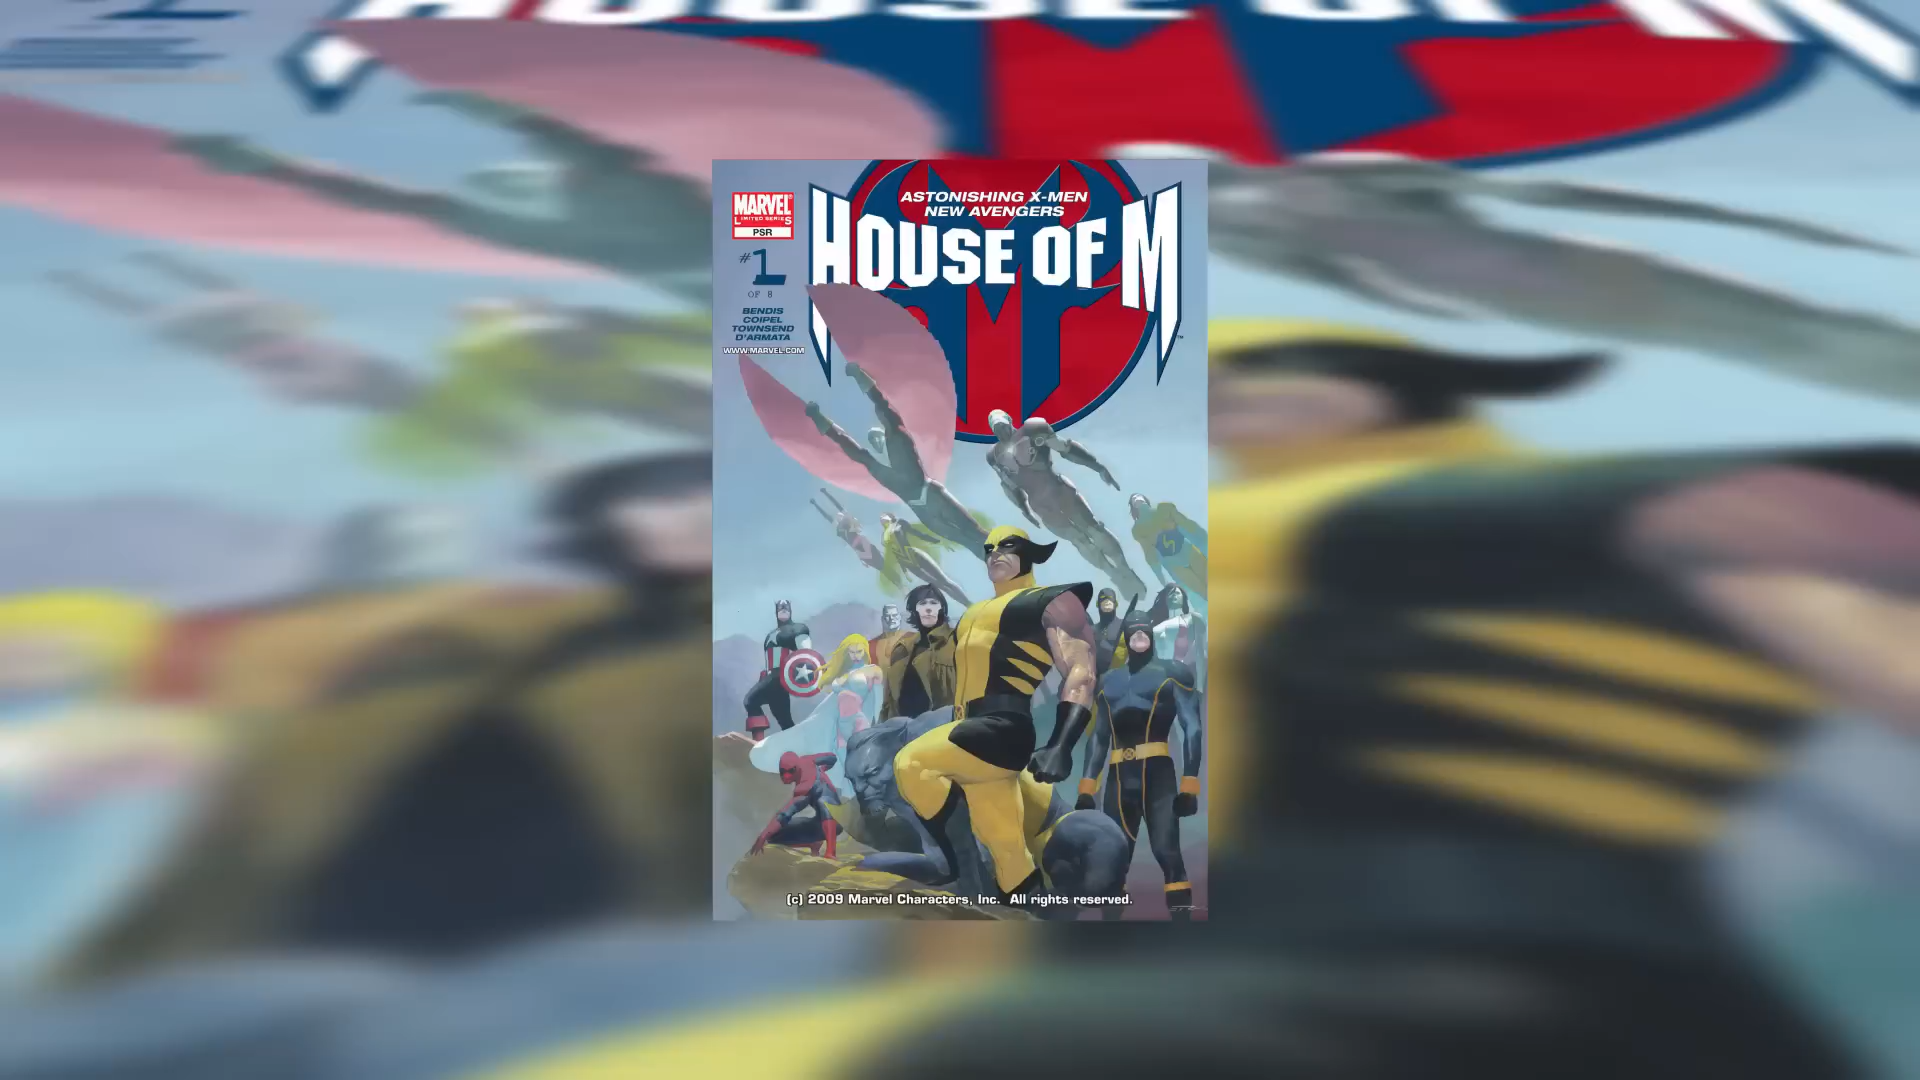 ASTONISHING X-MEN
NEW AVENGERS
HOUSE OF M
MARVEL
LIMITED SERIES
PSR
#1
OF 8
BENDIS
COIPEL
TOWNSEND
D'ARMATA
WWW.MARVEL.COM
TM
(c) 2009 Marvel Characters, Inc. All rights reserved.